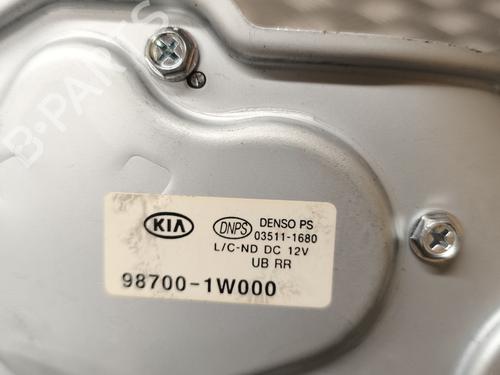 B-PARTS
KIA DNPS DENSO PS
03511-1680
L/C-ND DC 12V
UB RR
98700-1W000